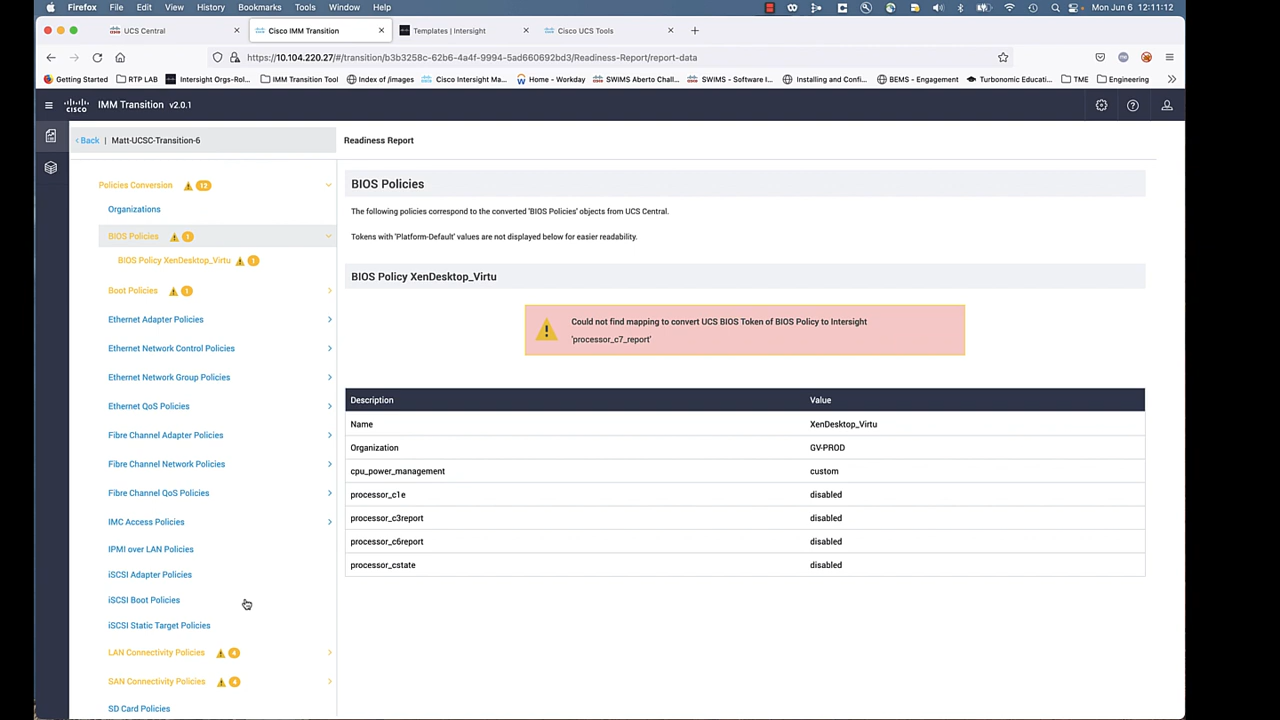 Firefox File Edit View History Bookmarks Tools Window Help Mon Jun 6 12:11:12
UCS Central
Cisco IMM Transition
Templates | Intersight
Cisco UCS Tools
https://10.104.220.27/#/transition/b3b3258c-62b6-4a4f-9994-5ad660692bd3/Readiness-Report/report-data
Getting Started RTP LAB Intersight Orgs-Rol... IMM Transition Tool Index of /images Cisco Intersight Ma... Home - Workday SWIMS Aberto Chall... SWIMS - Software I... Installing and Confi... BEMS - Engagement Turbonomic Educati... TME Engineering
CISCO IMM Transition v2.0.1
Back | Matt-UCSC-Transition-6
Readiness Report
Policies Conversion 12
Organizations
BIOS Policies 1
BIOS Policy XenDesktop_Virtu 1
Boot Policies 1
Ethernet Adapter Policies
Ethernet Network Control Policies
Ethernet Network Group Policies
Ethernet QoS Policies
Fibre Channel Adapter Policies
Fibre Channel Network Policies
Fibre Channel QoS Policies
IMC Access Policies
IPMI over LAN Policies
iSCSI Adapter Policies
iSCSI Boot Policies
iSCSI Static Target Policies
LAN Connectivity Policies 4
SAN Connectivity Policies 4
SD Card Policies
BIOS Policies
The following policies correspond to the converted 'BIOS Policies' objects from UCS Central.
Tokens with 'Platform-Default' values are not displayed below for easier readability.
BIOS Policy XenDesktop_Virtu
Could not find mapping to convert UCS BIOS Token of BIOS Policy to Intersight
'processor_c7_report'
Description Value
Name XenDesktop_Virtu
Organization GV-PROD
cpu_power_management custom
processor_c1e disabled
processor_c3report disabled
processor_c6report disabled
processor_cstate disabled